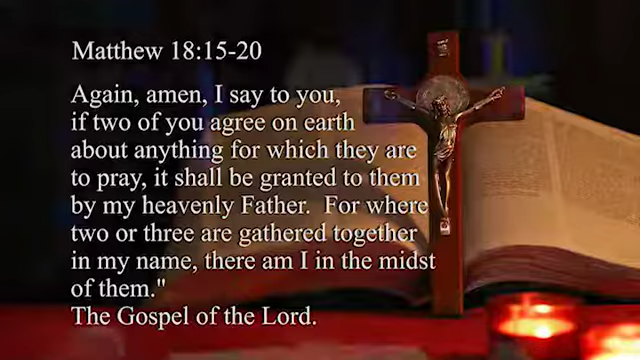 Matthew 18:15-20
Again, amen, I say to you,
if two of you agree on earth
about anything for which they are
to pray, it shall be granted to them
by my heavenly Father.  For where
two or three are gathered together
in my name, there am I in the midst
of them."
The Gospel of the Lord.